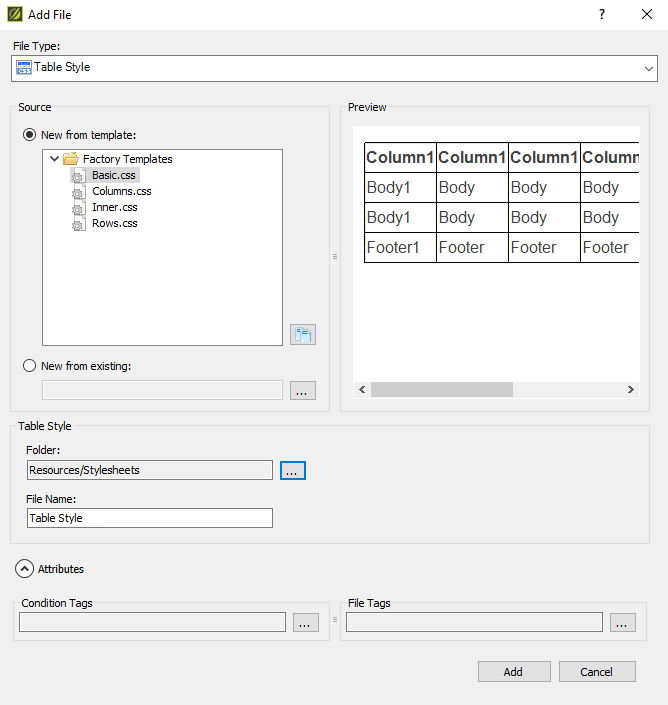 Add File
File Type:
Table Style
Source
New from template:
Factory Templates
Basic.css
Columns.css
Inner.css
Rows.css
New from existing:
...
Preview
Column1 Column1 Column1 Column
Body1 Body Body Body
Body1 Body Body Body
Footer1 Footer Footer Footer
Table Style
Folder:
Resources/Stylesheets
...
File Name:
Table Style
Attributes
Condition Tags
...
File Tags
...
Add Cancel